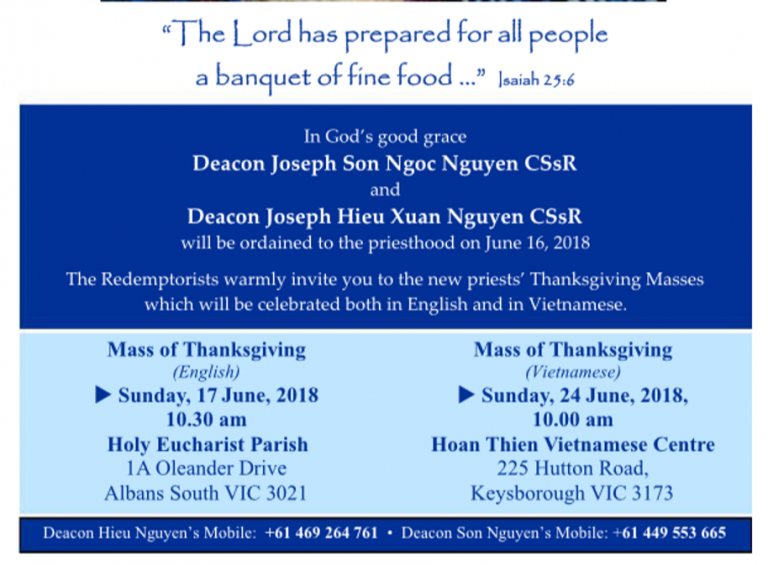 “The Lord has prepared for all people
a banquet of fine food ...” Isaiah 25:6
In God's good grace
Deacon Joseph Son Ngoc Nguyen CSsR
and
Deacon Joseph Hieu Xuan Nguyen CSsR
will be ordained to the priesthood on June 16, 2018
The Redemptorists warmly invite you to the new priests' Thanksgiving Masses
which will be celebrated both in English and in Vietnamese.
Mass of Thanksgiving
(English)
▶ Sunday, 17 June, 2018
10.30 am
Holy Eucharist Parish
1A Oleander Drive
Albans South VIC 3021
Mass of Thanksgiving
(Vietnamese)
▶ Sunday, 24 June, 2018,
10.00 am
Hoan Thien Vietnamese Centre
225 Hutton Road,
Keysborough VIC 3173
Deacon Hieu Nguyen's Mobile: +61 469 264 761 • Deacon Son Nguyen's Mobile: +61 449 553 665